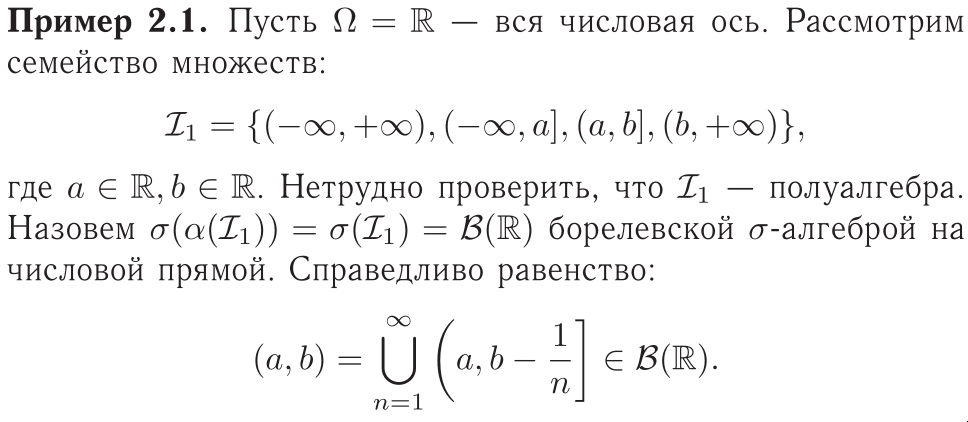 Пример 2.1. Пусть Ω = ℝ — вся числовая ось. Рассмотрим
семейство множеств:
ℐ₁ = {(−∞, +∞), (−∞, a], (a, b], (b, +∞)},
где a ∈ ℝ, b ∈ ℝ. Нетрудно проверить, что ℐ₁ — полуалгебра.
Назовем σ(α(ℐ₁)) = σ(ℐ₁) = ℬ(ℝ) борелевской σ-алгеброй на
числовой прямой. Справедливо равенство:
(a, b) = ⋃_{n=1}^{∞} (a, b − 1/n] ∈ ℬ(ℝ).